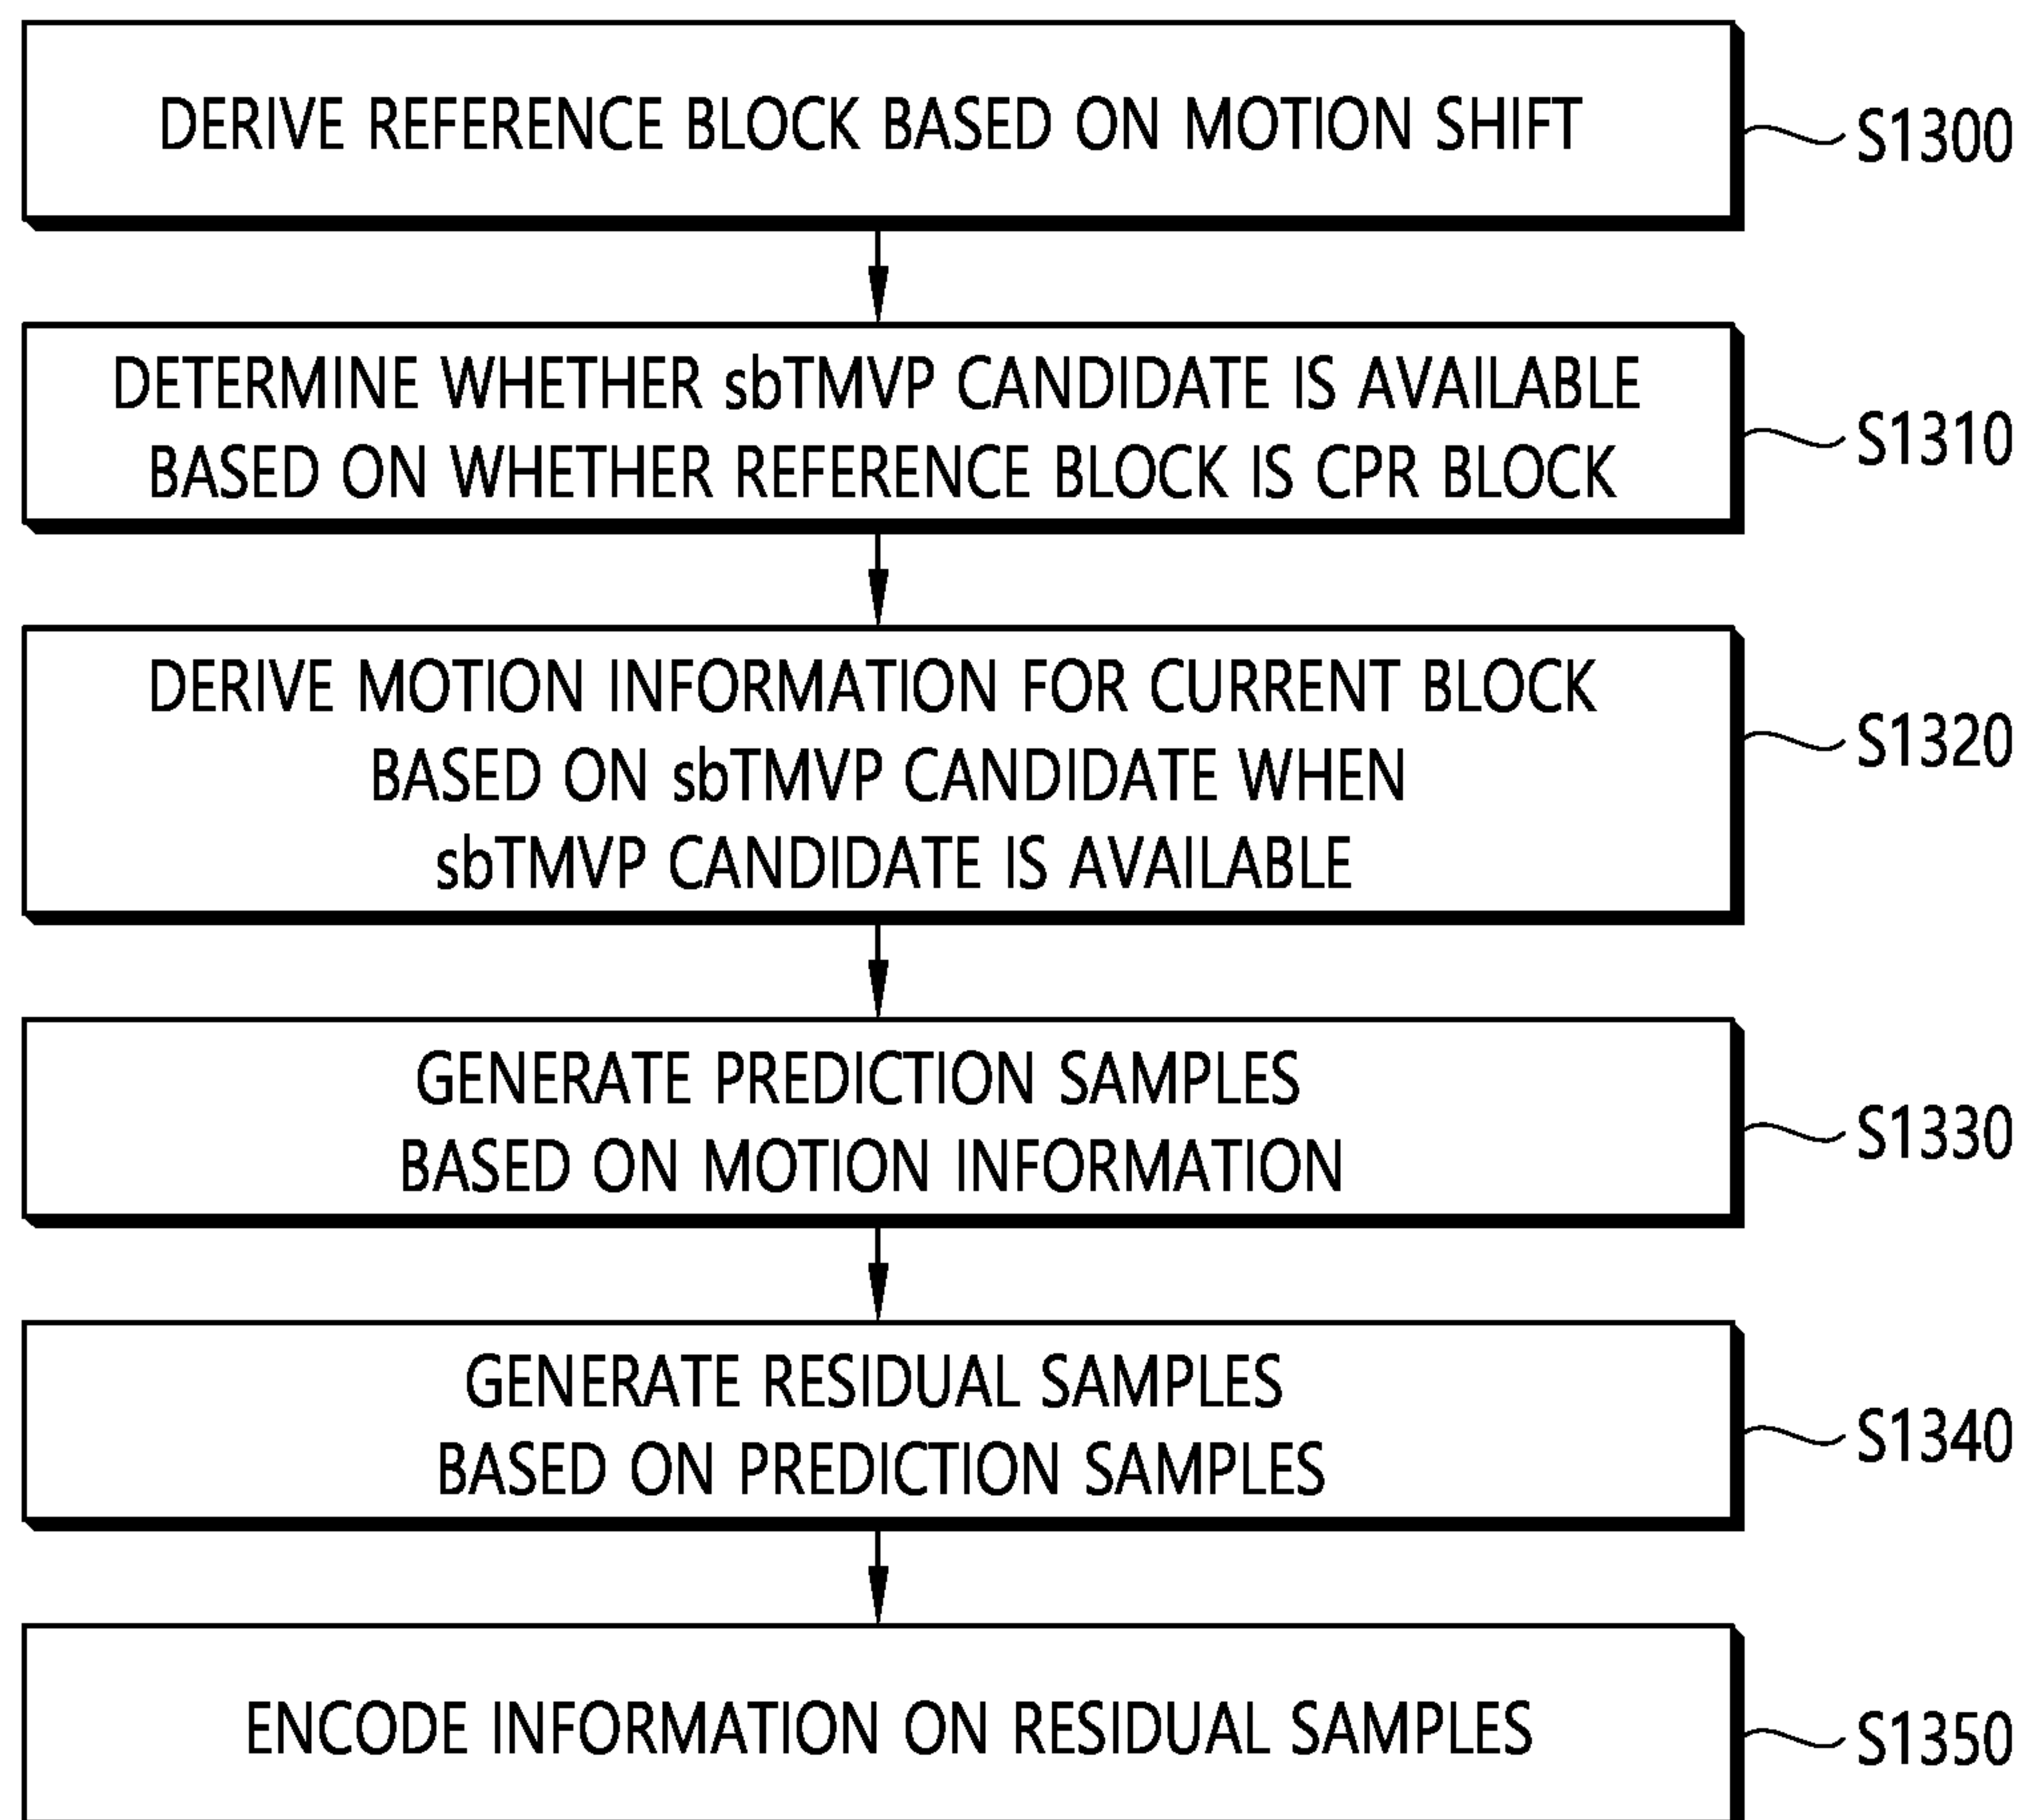 DERIVE REFERENCE BLOCK BASED ON MOTION SHIFT
S1300
DETERMINE WHETHER sbTMVP CANDIDATE IS AVAILABLE
BASED ON WHETHER REFERENCE BLOCK IS CPR BLOCK
S1310
DERIVE MOTION INFORMATION FOR CURRENT BLOCK
BASED ON sbTMVP CANDIDATE WHEN
sbTMVP CANDIDATE IS AVAILABLE
S1320
GENERATE PREDICTION SAMPLES
BASED ON MOTION INFORMATION
S1330
GENERATE RESIDUAL SAMPLES
BASED ON PREDICTION SAMPLES
S1340
ENCODE INFORMATION ON RESIDUAL SAMPLES
S1350